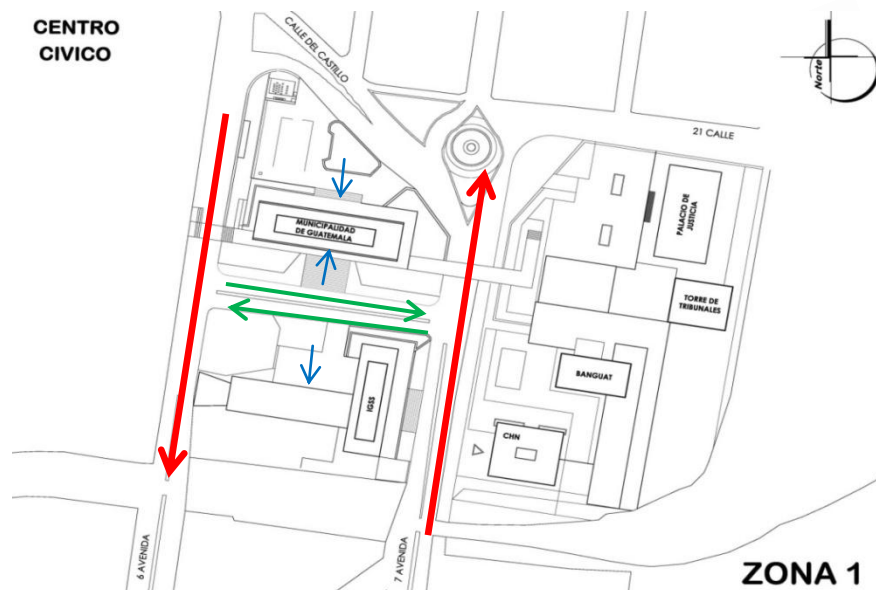 CENTRO
CIVICO
CALLE DEL CASTILLO
Norte
21 CALLE
MUNICIPALIDAD
DE GUATEMALA
PALACIO DE
JUSTICIA
TORRE DE
TRIBUNALES
BANGUAT
IGSS
CHN
6 AVENIDA
7 AVENIDA
ZONA 1